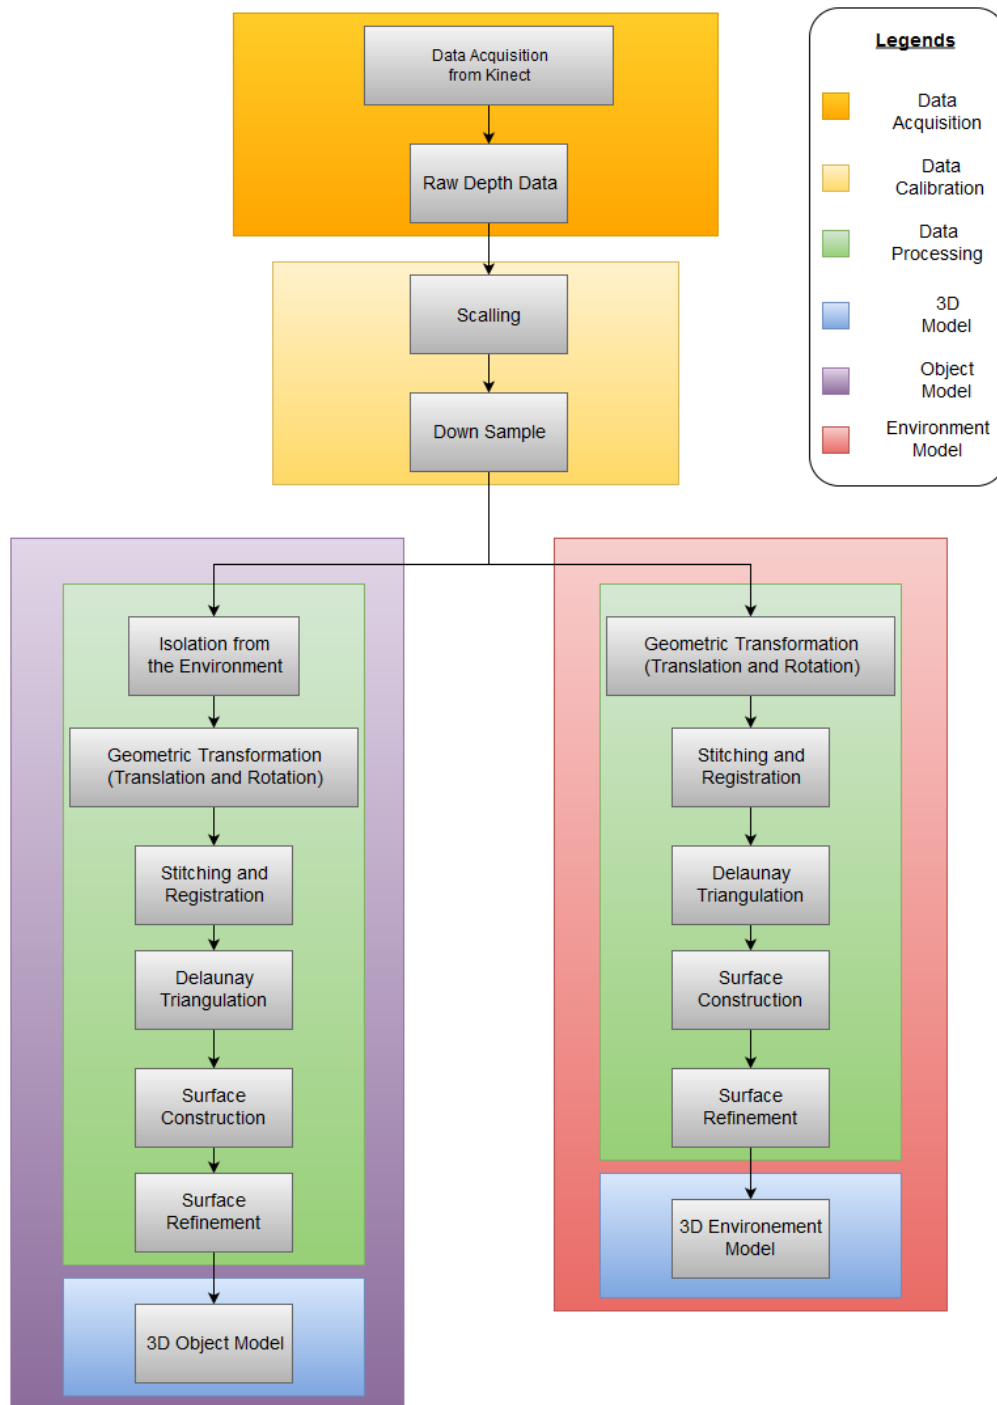 Data Acquisition
from Kinect
Raw Depth Data
Scalling
Down Sample
Legends
Data
Acquisition
Data
Calibration
Data
Processing
3D
Model
Object
Model
Environment
Model
Isolation from
the Environment
Geometric Transformation
(Translation and Rotation)
Stitching and
Registration
Delaunay
Triangulation
Surface
Construction
Surface
Refinement
3D Object Model
Geometric Transformation
(Translation and Rotation)
Stitching and
Registration
Delaunay
Triangulation
Surface
Construction
Surface
Refinement
3D Environement
Model